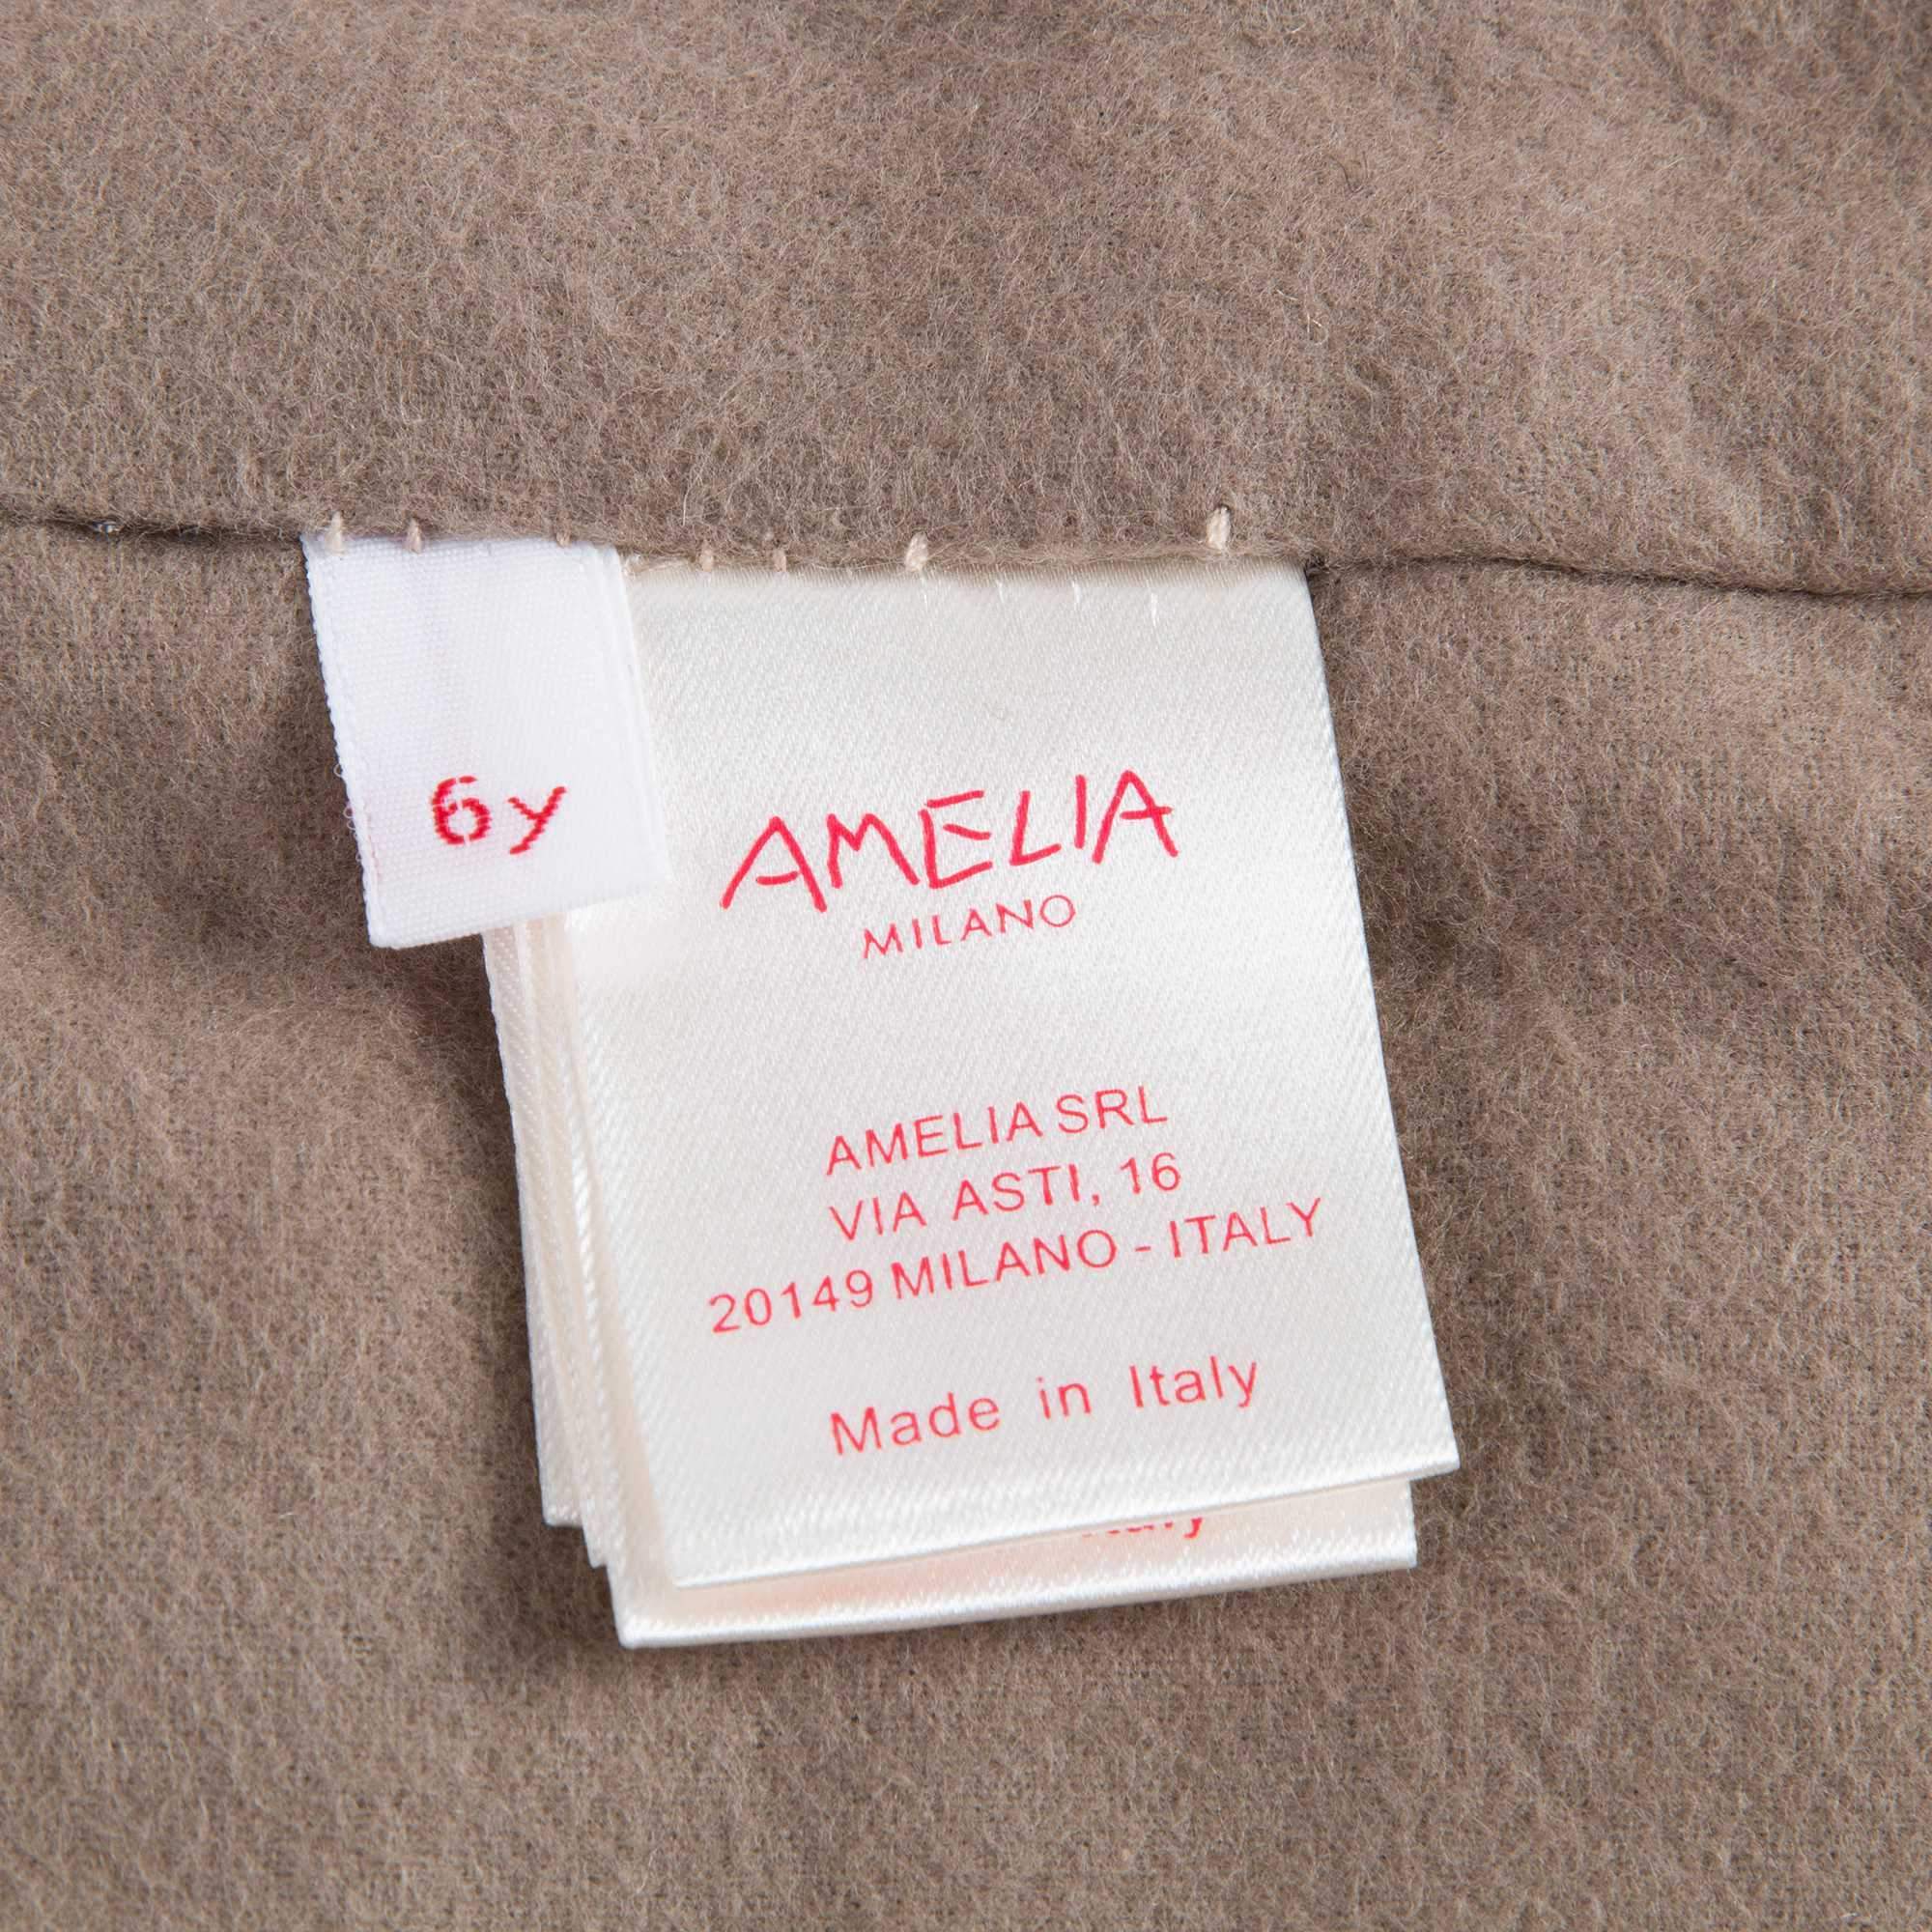 6y
AMELIA
MILANO
AMELIA SRL
VIA ASTI, 16
20149 MILANO - ITALY
Made in Italy